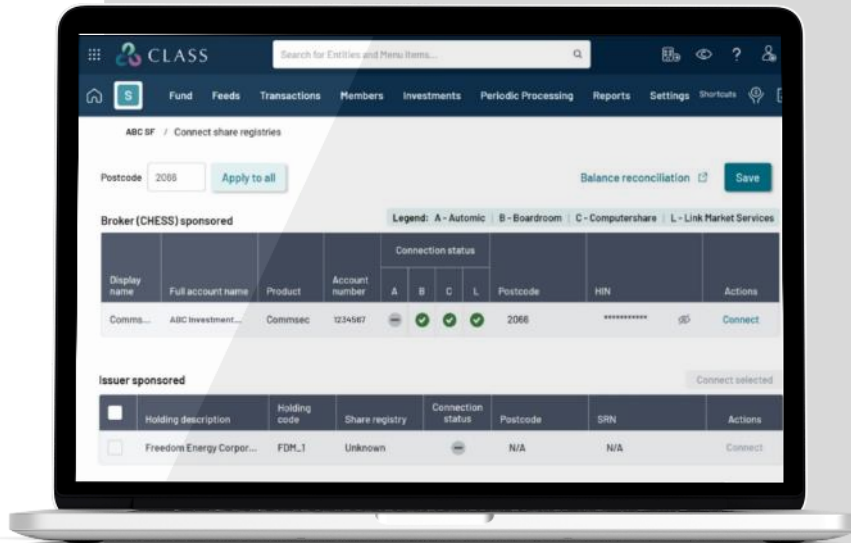 CLASS
Search for Entities and Menu Items...
?
S
Fund Feeds Transactions Members Investments Periodic Processing Reports Settings Shortcuts
ABC SF / Connect share registries
Postcode 2066 Apply to all Balance reconciliation Save
Broker (CHESS) sponsored
Legend: A - Automic | B - Boardroom | C - Computershare | L - Link Market Services
Connection status
Display name Full account name Product Account number A B C L Postcode HIN Actions
Comms... ABC Investment... Commsec 1234567 2066 *********** Connect
Issuer sponsored Connect selected
Holding description Holding code Share registry Connection status Postcode SRN Actions
Freedom Energy Corpor... FDM_1 Unknown N/A N/A Connect